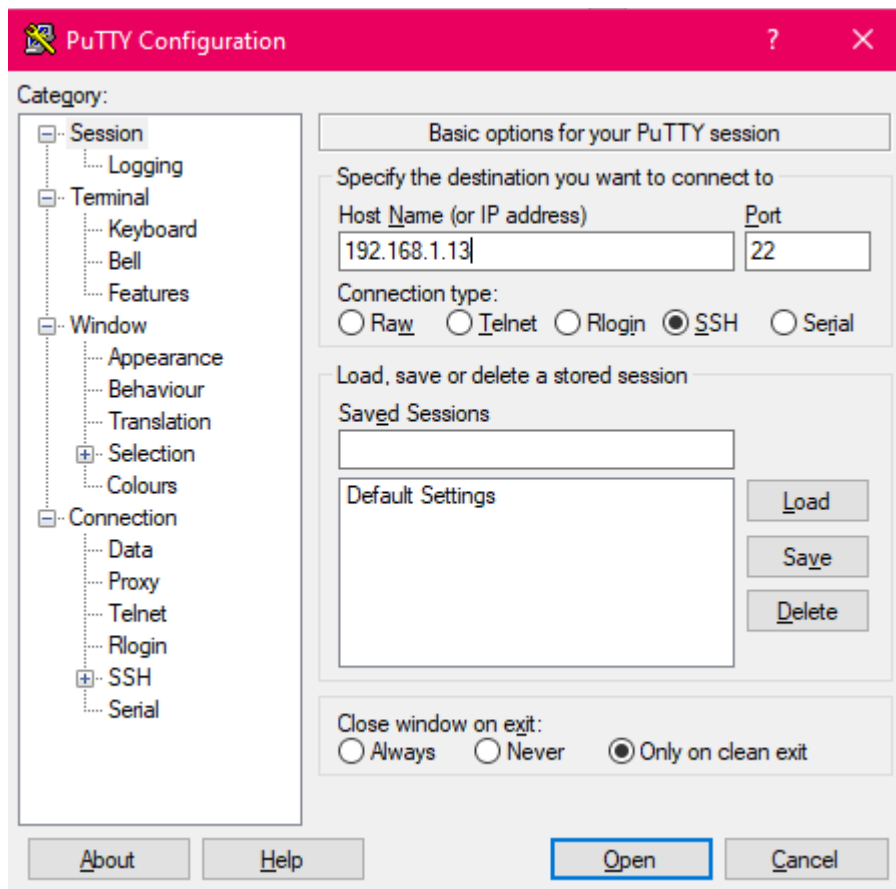 PuTTY Configuration
?
Category:
Session
Logging
Terminal
Keyboard
Bell
Features
Window
Appearance
Behaviour
Translation
Selection
Colours
Connection
Data
Proxy
Telnet
Rlogin
SSH
Serial
Basic options for your PuTTY session
Specify the destination you want to connect to
Host Name (or IP address) Port
192.168.1.13 22
Connection type:
Raw Telnet Rlogin SSH Serial
Load, save or delete a stored session
Saved Sessions
Default Settings
Load
Save
Delete
Close window on exit:
Always Never Only on clean exit
About Help Open Cancel